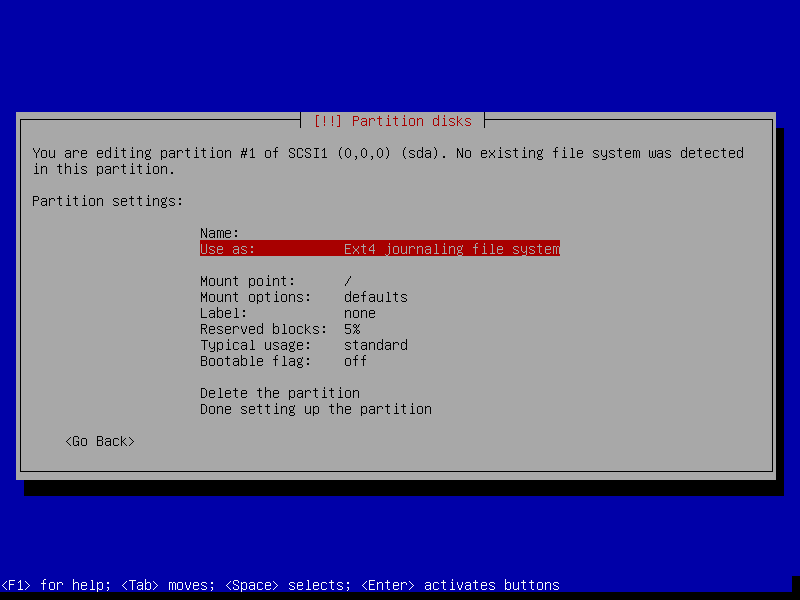 [!!] Partition disks
You are editing partition #1 of SCSI1 (0,0,0) (sda). No existing file system was detected
in this partition.
Partition settings:
Name:
Use as: Ext4 journaling file system
Mount point: /
Mount options: defaults
Label: none
Reserved blocks: 5%
Typical usage: standard
Bootable flag: off
Delete the partition
Done setting up the partition
<Go Back>
<F1> for help; <Tab> moves; <Space> selects; <Enter> activates buttons